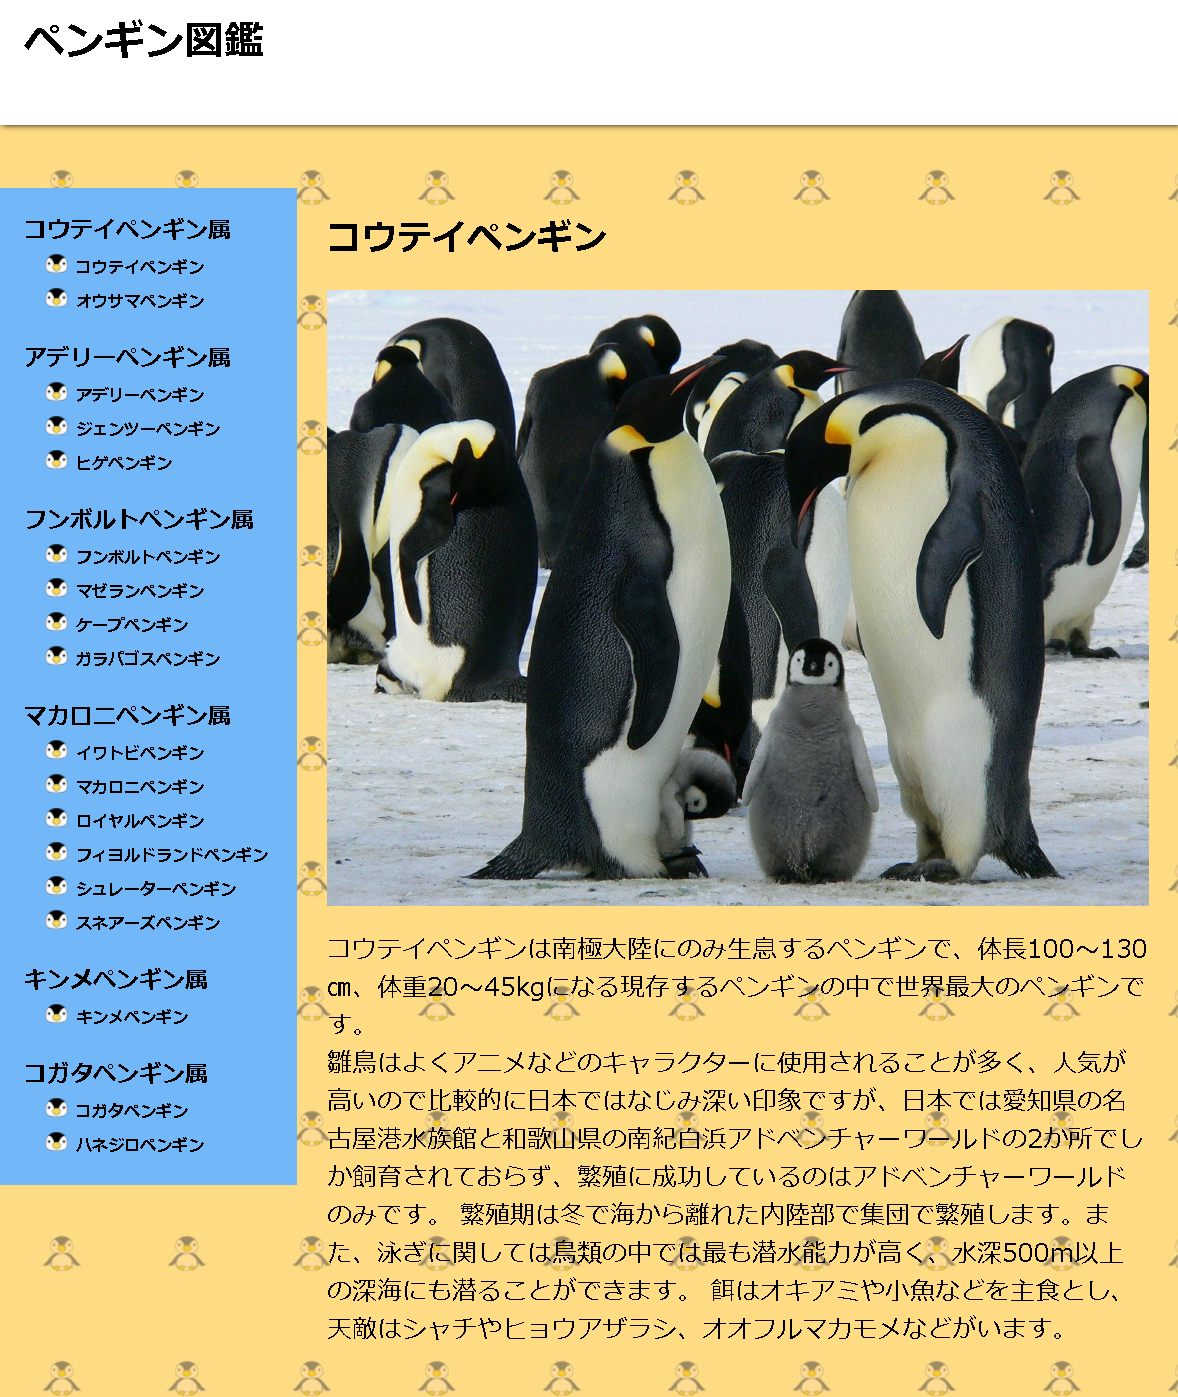 ペンギン図鑑
コウテイペンギン属
コウテイペンギン
オウサマペンギン
アデリーペンギン属
アデリーペンギン
ジェンツーペンギン
ヒゲペンギン
フンボルトペンギン属
フンボルトペンギン
マゼランペンギン
ケープペンギン
ガラパゴスペンギン
マカロニペンギン属
イワトビペンギン
マカロニペンギン
ロイヤルペンギン
フィヨルドランドペンギン
シュレーターペンギン
スネアーズペンギン
キンメペンギン属
キンメペンギン
コガタペンギン属
コガタペンギン
ハネジロペンギン
コウテイペンギン
コウテイペンギンは南極大陸にのみ生息するペンギンで、体長100～130
㎝、体重20～45kgになる現存するペンギンの中で世界最大のペンギンで
す。
雛鳥はよくアニメなどのキャラクターに使用されることが多く、人気が
高いので比較的に日本ではなじみ深い印象ですが、日本では愛知県の名
古屋港水族館と和歌山県の南紀白浜アドベンチャーワールドの2か所でし
か飼育されておらず、繁殖に成功しているのはアドベンチャーワールド
のみです。 繁殖期は冬で海から離れた内陸部で集団で繁殖します。ま
た、泳ぎに関しては鳥類の中では最も潜水能力が高く、水深500m以上
の深海にも潜ることができます。 餌はオキアミや小魚などを主食とし、
天敵はシャチやヒョウアザラシ、オオフルマカモメなどがいます。